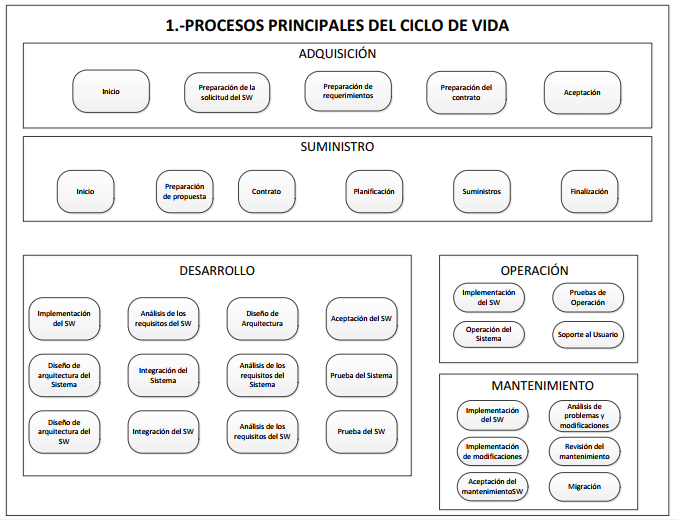 1.-PROCESOS PRINCIPALES DEL CICLO DE VIDA
ADQUISICIÓN
Inicio
Preparación de la
solicitud del SW
Preparación de
requerimientos
Preparación del
contrato
Aceptación
SUMINISTRO
Inicio
Preparación
de propuesta
Contrato
Planificación
Suministros
Finalización
DESARROLLO
Implementación
del SW
Análisis de los
requisitos del SW
Diseño de
Arquitectura
Aceptación del SW
Diseño de
arquitectura del
Sistema
Integración del
Sistema
Análisis de los
requisitos del
Sistema
Prueba del Sistema
Diseño de
arquitectura del
SW
Integración del SW
Análisis de los
requisitos del SW
Prueba del SW
OPERACIÓN
Implementación
del SW
Pruebas de
Operación
Operación del
Sistema
Soporte al Usuario
MANTENIMIENTO
Implementación
del SW
Análisis de
problemas y
modificaciones
Implementación
de modificaciones
Revisión del
mantenimiento
Aceptación del
mantenimientoSW
Migración